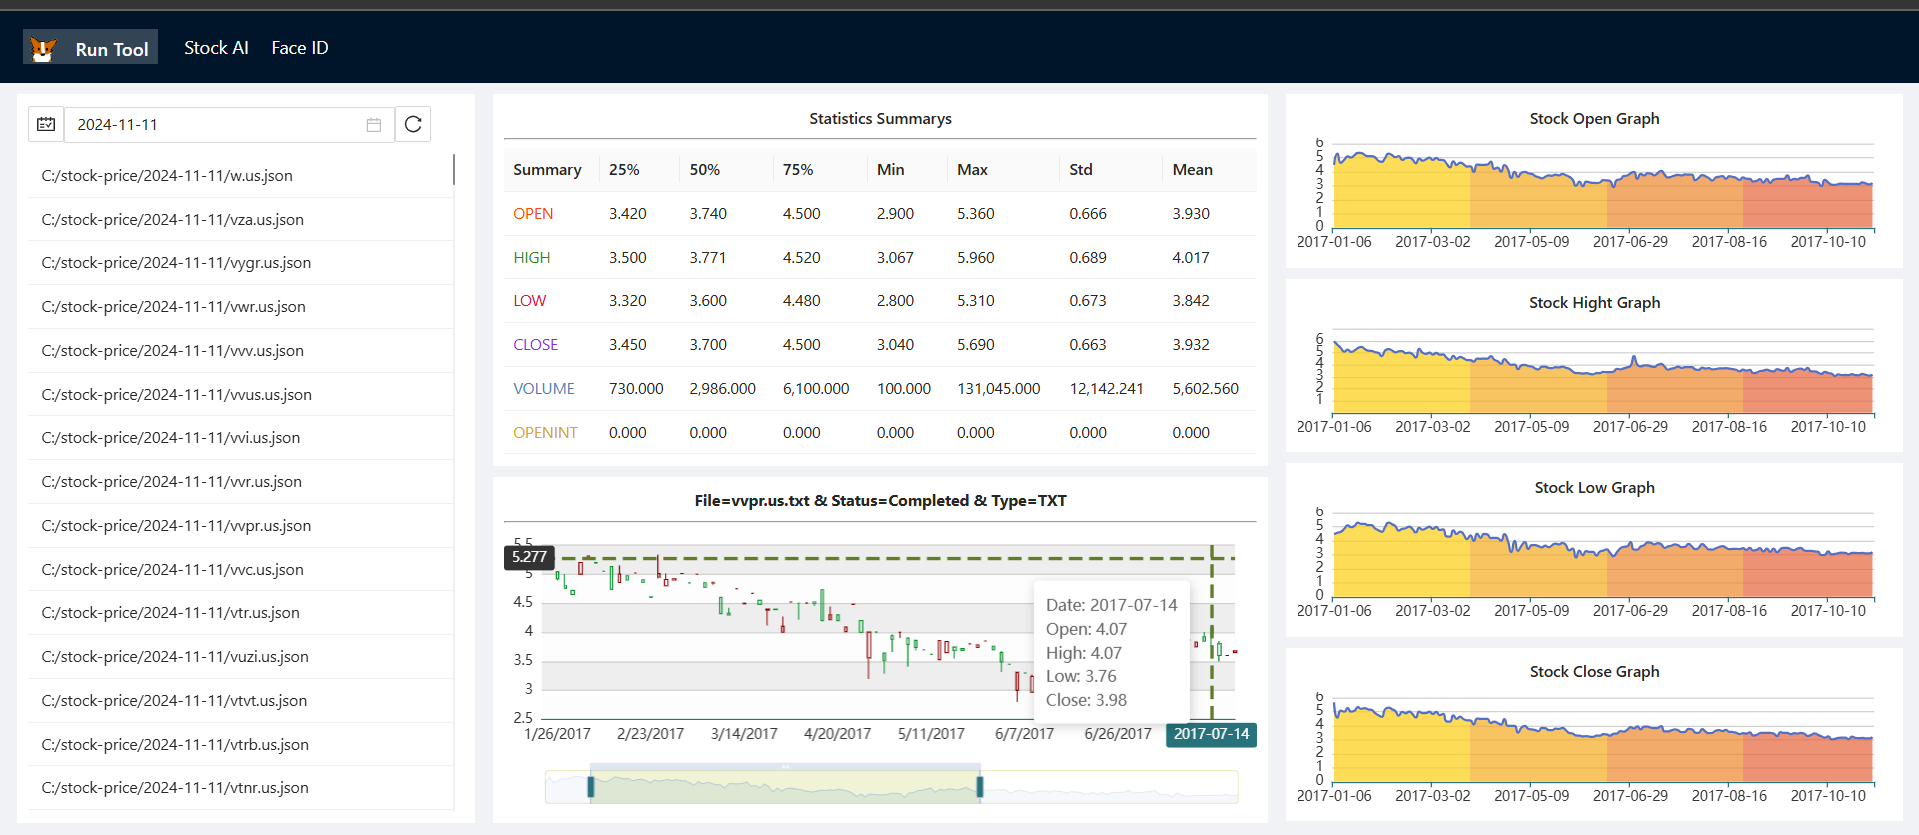 Run Tool Stock AI Face ID
2024-11-11
C:/stock-price/2024-11-11/w.us.json
C:/stock-price/2024-11-11/vza.us.json
C:/stock-price/2024-11-11/vygr.us.json
C:/stock-price/2024-11-11/vwr.us.json
C:/stock-price/2024-11-11/vvv.us.json
C:/stock-price/2024-11-11/vvus.us.json
C:/stock-price/2024-11-11/vvi.us.json
C:/stock-price/2024-11-11/vvr.us.json
C:/stock-price/2024-11-11/vvpr.us.json
C:/stock-price/2024-11-11/vvc.us.json
C:/stock-price/2024-11-11/vtr.us.json
C:/stock-price/2024-11-11/vuzi.us.json
C:/stock-price/2024-11-11/vtvt.us.json
C:/stock-price/2024-11-11/vtrb.us.json
C:/stock-price/2024-11-11/vtnr.us.json
Statistics Summarys
Summary 25% 50% 75% Min Max Std Mean
OPEN 3.420 3.740 4.500 2.900 5.360 0.666 3.930
HIGH 3.500 3.771 4.520 3.067 5.960 0.689 4.017
LOW 3.320 3.600 4.480 2.800 5.310 0.673 3.842
CLOSE 3.450 3.700 4.500 3.040 5.690 0.663 3.932
VOLUME 730.000 2,986.000 6,100.000 100.000 131,045.000 12,142.241 5,602.560
OPENINT 0.000 0.000 0.000 0.000 0.000 0.000 0.000
File=vvpr.us.txt & Status=Completed & Type=TXT
5.5
5.277
5
4.5
4
3.5
3
2.5
Date: 2017-07-14
Open: 4.07
High: 4.07
Low: 3.76
Close: 3.98
1/26/2017 2/23/2017 3/14/2017 4/20/2017 5/11/2017 6/7/2017 6/26/2017 2017-07-14
Stock Open Graph
6
5
4
3
2
1
0
2017-01-06 2017-03-02 2017-05-09 2017-06-29 2017-08-16 2017-10-10
Stock Hight Graph
6
5
4
3
2
1
2017-01-06 2017-03-02 2017-05-09 2017-06-29 2017-08-16 2017-10-10
Stock Low Graph
6
5
4
3
2
1
0
2017-01-06 2017-03-02 2017-05-09 2017-06-29 2017-08-16 2017-10-10
Stock Close Graph
6
5
4
3
2
1
0
2017-01-06 2017-03-02 2017-05-09 2017-06-29 2017-08-16 2017-10-10